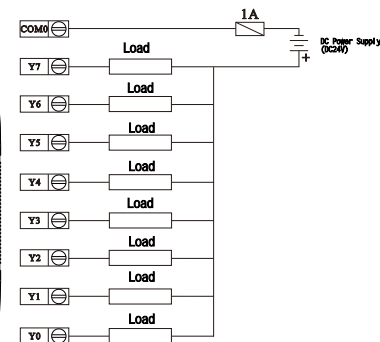 1A
COM0
DC Power Supply
(DC24V)
+
Load
Y7
Load
Y6
Load
Y5
Load
Y4
Load
Y3
Load
Y2
Load
Y1
Load
Y0